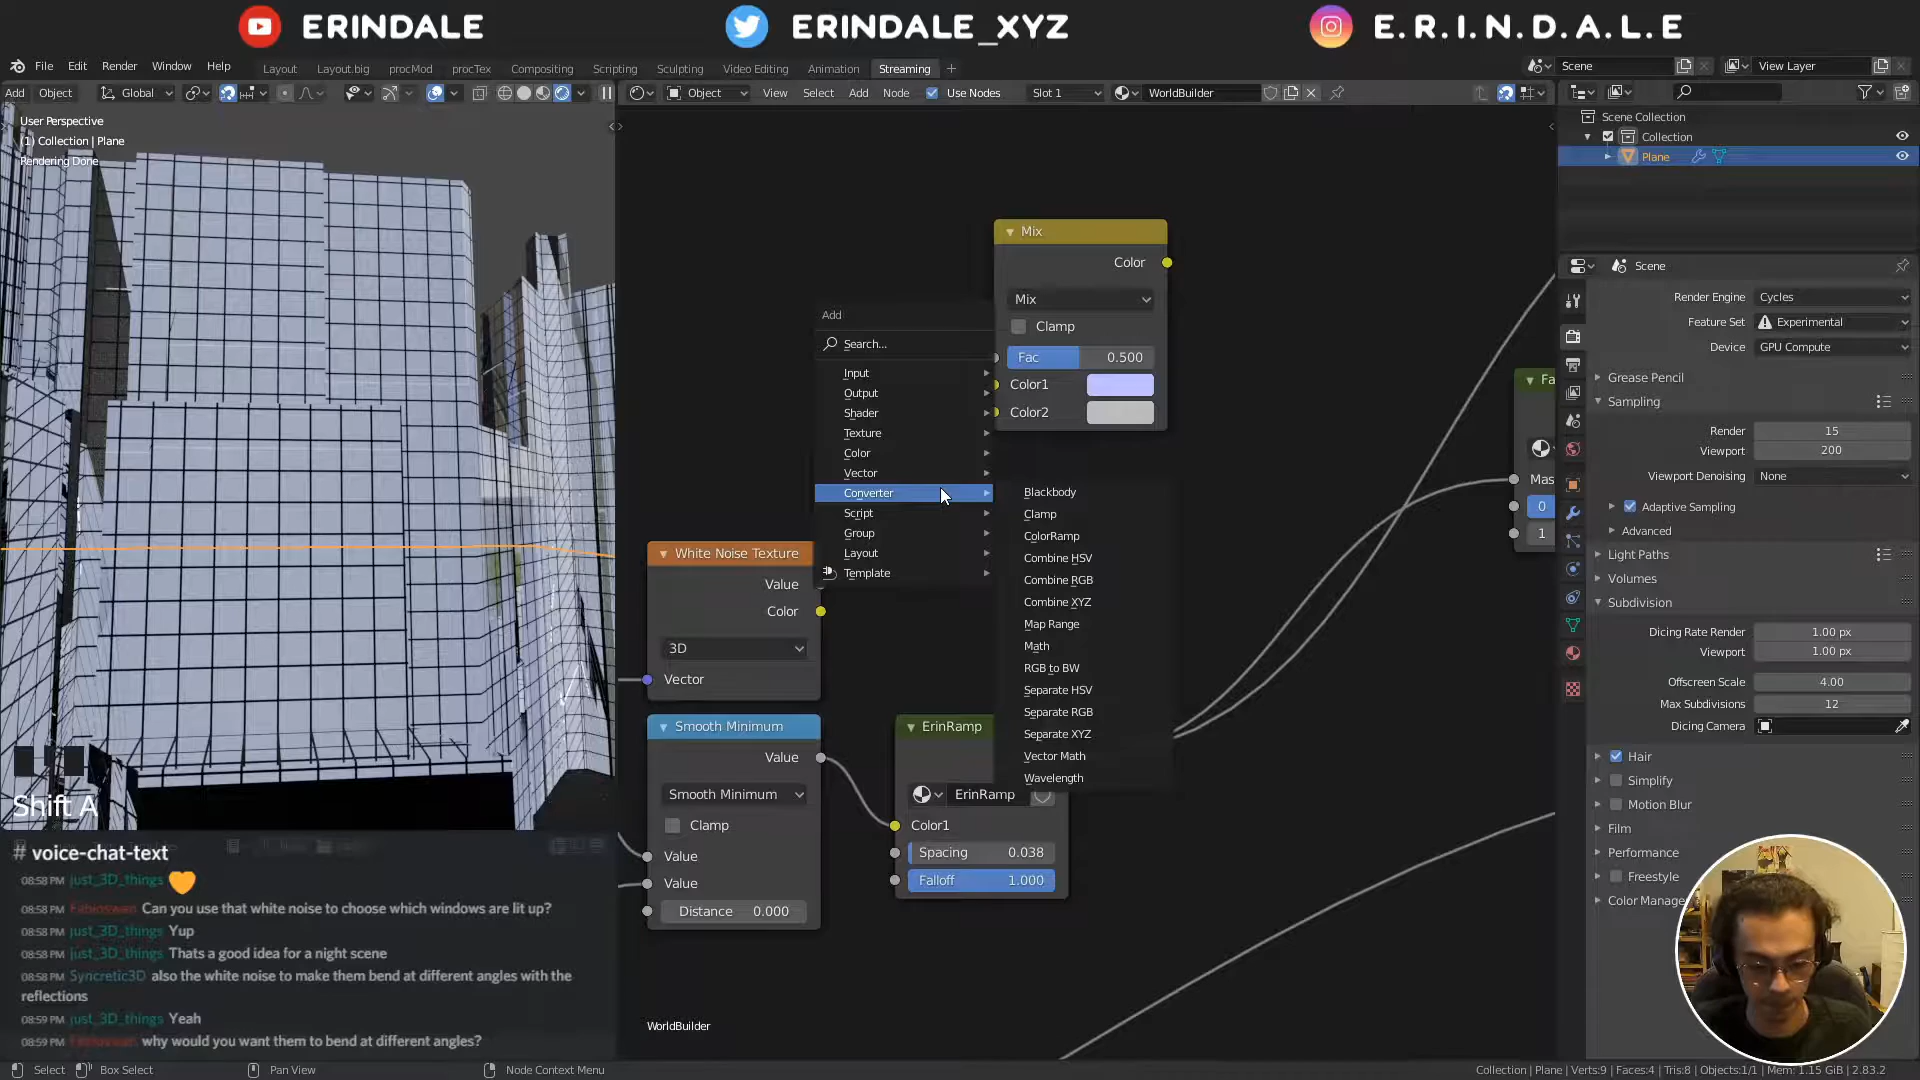 ERINDALE
ERINDALE_XYZ
E.R.I.N.D.A.L.E
File Edit Render Window Help
Layout Layout.big procMod procTex Compositing Scripting Sculpting Video Editing Animation Streaming +
Scene
View Layer
Add Object
Global
Object View Select Add Node Use Nodes Slot 1 WorldBuilder
User Perspective
(1) Collection | Plane
Rendering Done
Scene Collection
Collection
Plane
Mix
Color
Mix
Clamp
Fac 0.500
Color1
Color2
Add
Search...
Input
Output
Shader
Texture
Color
Vector
Converter
Script
Group
Layout
Template
Blackbody
Clamp
ColorRamp
Combine HSV
Combine RGB
Combine XYZ
Map Range
Math
RGB to BW
Separate HSV
Separate RGB
Separate XYZ
Vector Math
Wavelength
White Noise Texture
Value
Color
3D
Vector
Smooth Minimum
Value
Smooth Minimum
Clamp
Value
Value
Distance 0.000
ErinRamp
ErinRamp
Color1
Spacing 0.038
Falloff 1.000
Fa
Mas
0
1
WorldBuilder
Scene
Render Engine Cycles
Feature Set Experimental
Device GPU Compute
Grease Pencil
Sampling
Render 15
Viewport 200
Viewport Denoising None
Adaptive Sampling
Advanced
Light Paths
Volumes
Subdivision
Dicing Rate Render 1.00 px
Viewport 1.00 px
Offscreen Scale 4.00
Max Subdivisions 12
Dicing Camera
Hair
Simplify
Motion Blur
Film
Performance
Freestyle
Color Manage
Shift A
# voice-chat-text
08:58 PM just_3D_things
08:58 PM Fabioswan Can you use that white noise to choose which windows are lit up?
08:58 PM just_3D_things Yup
08:58 PM just_3D_things Thats a good idea for a night scene
08:58 PM Syncretic3D also the white noise to make them bend at different angles with the
reflections
08:59 PM just_3D_things Yeah
08:59 PM Fabioswan why would you want them to bend at different angles?
Select Box Select Pan View Node Context Menu
Collection | Plane | Verts:9 | Faces:4 | Tris:8 | Objects:1/1 | Mem: 1.15 GiB | 2.83.2